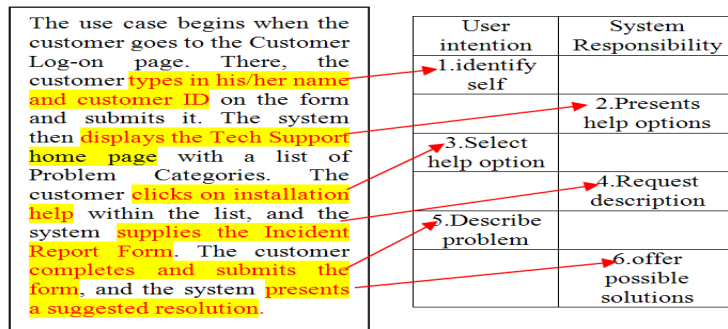 The use case begins when the
customer goes to the Customer
Log-on page. There, the
customer types in his/her name
and customer ID on the form
and submits it. The system
then displays the Tech Support
home page with a list of
Problem Categories. The
customer clicks on installation
help within the list, and the
system supplies the Incident
Report Form. The customer
completes and submits the
form, and the system presents
a suggested resolution.
User intention
System Responsibility
1.identify
self
2.Presents
help options
3.Select
help option
4.Request
description
5.Describe
problem
6.offer
possible
solutions